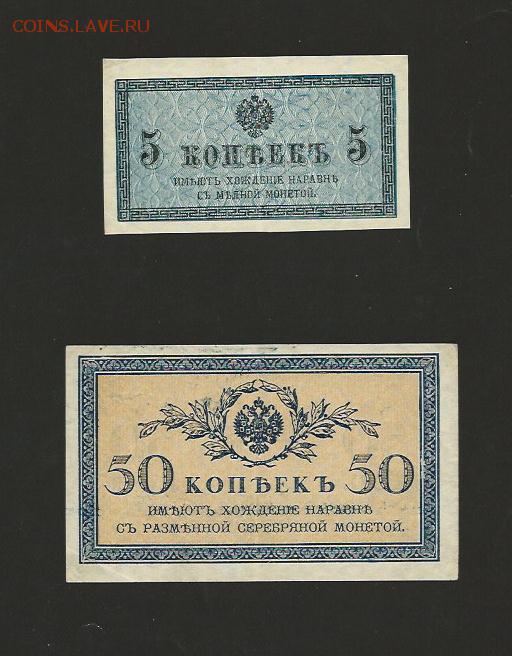 COINS.LAVE.РУ
5 КОПѢЕКЪ 5
ИМѢЮТЪ ХОЖДЕНІЕ НАРАВНѢ
СЪ МѢДНОЙ МОНЕТОЙ.
50 КОПѢЕКЪ 50
ИМѢЮТЪ ХОЖДЕНІЕ НАРАВНѢ
СЪ РАЗМѢННОЙ СЕРЕБРЯНОЙ МОНЕТОЙ.